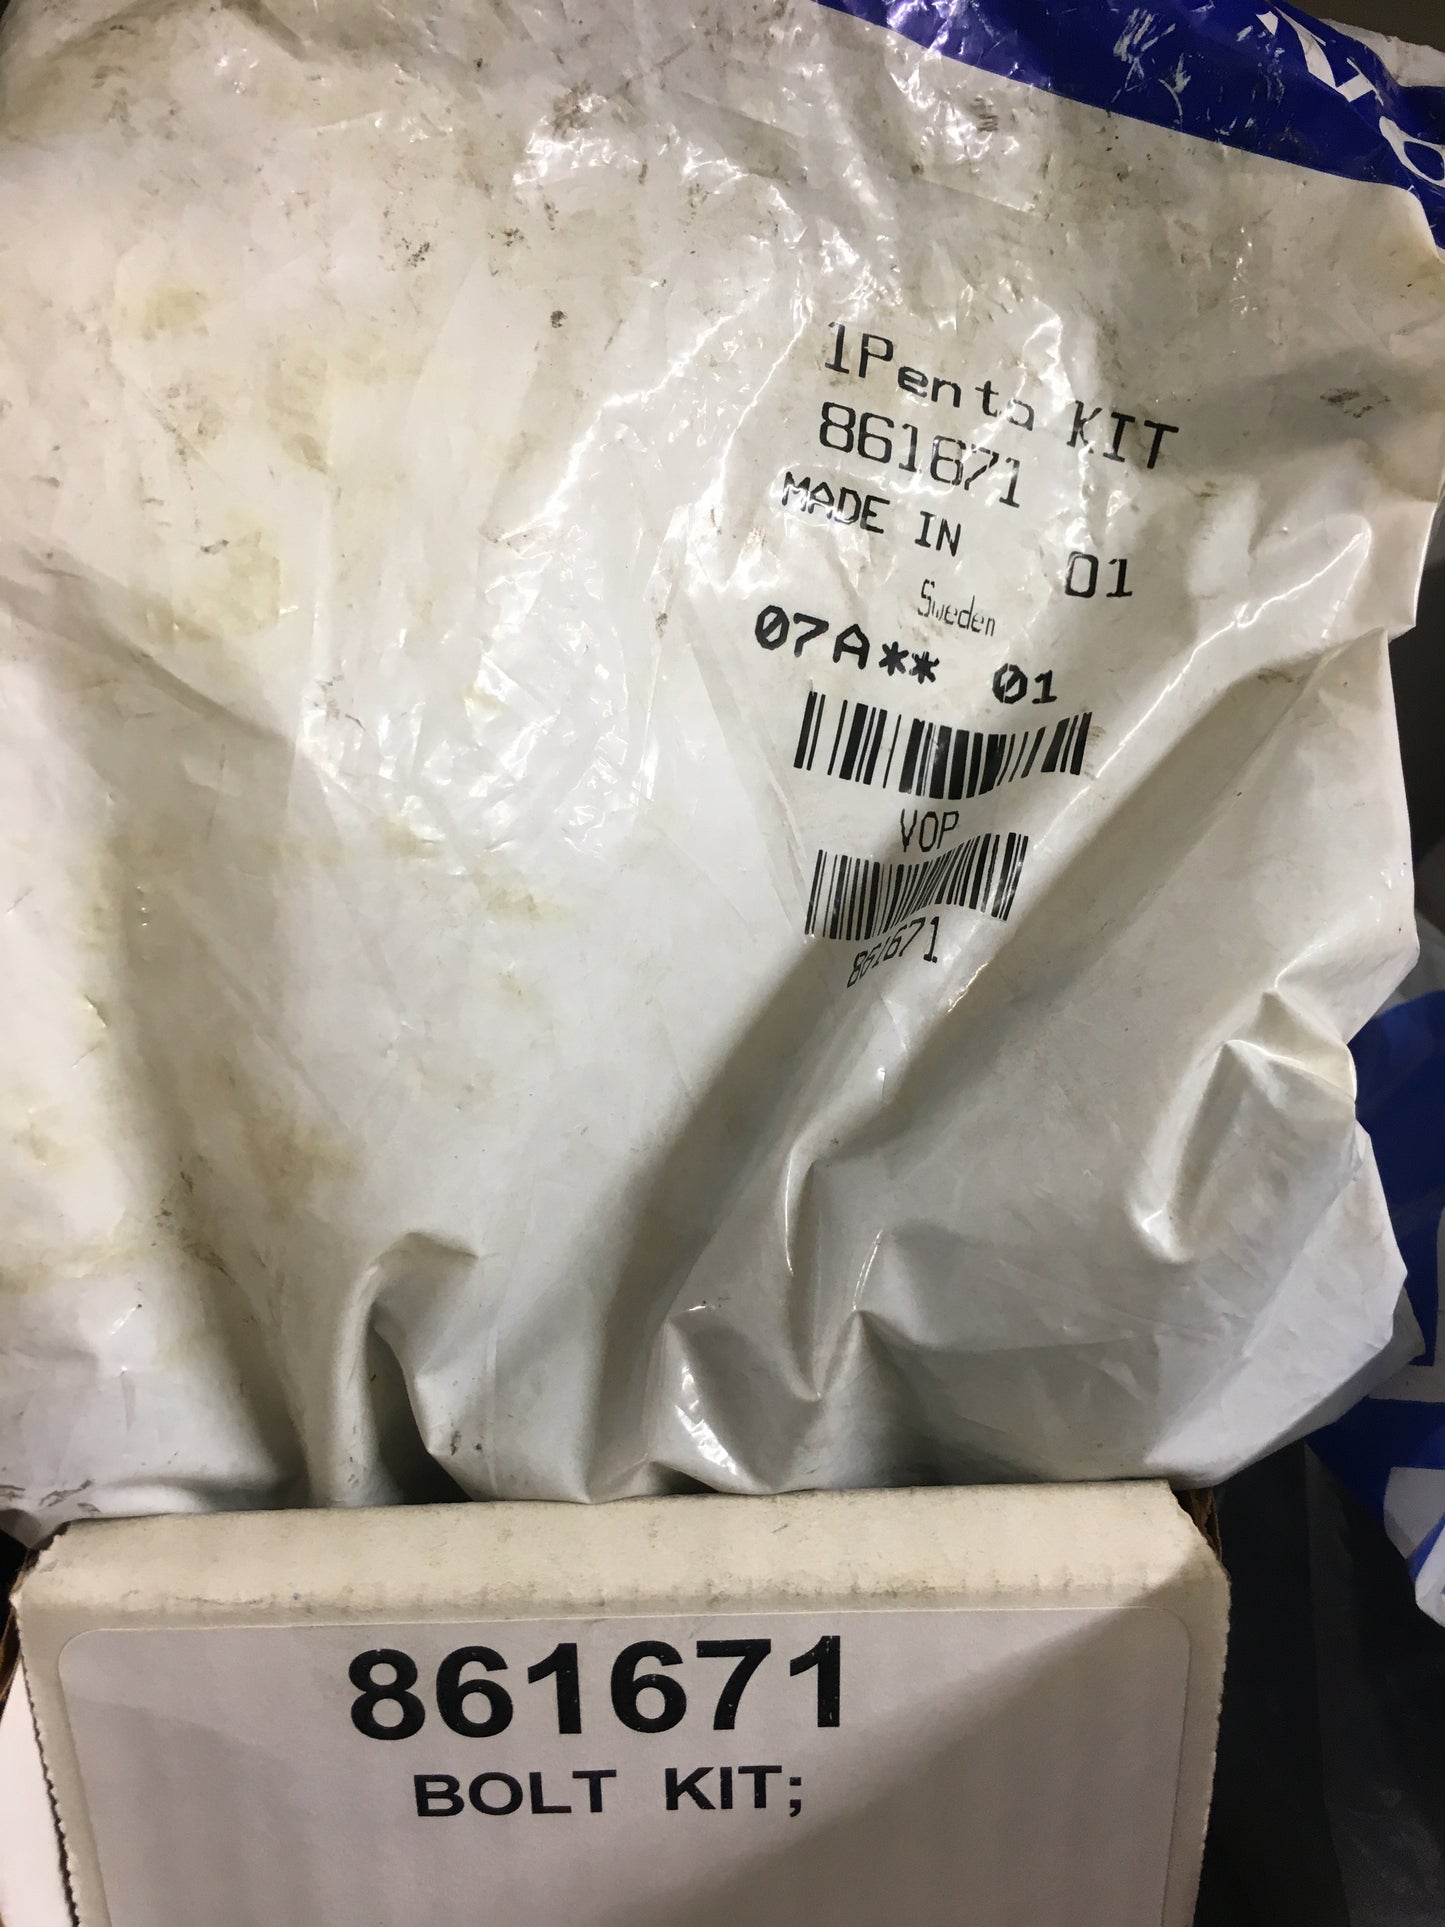 1Penta KIT
861671
MADE IN 01
Sweden
07A** 01
VOP
861671
861671
BOLT KIT;